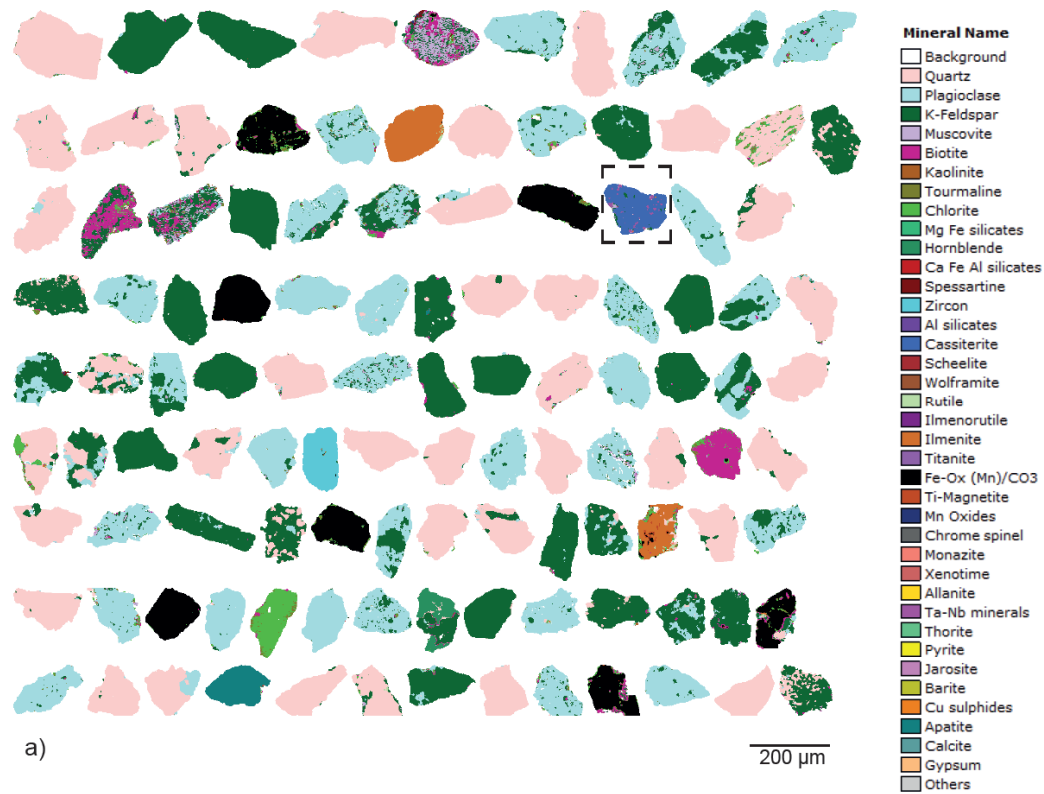 Mineral Name
Background
Quartz
Plagioclase
K-Feldspar
Muscovite
Biotite
Kaolinite
Tourmaline
Chlorite
Mg Fe silicates
Hornblende
Ca Fe Al silicates
Spessartine
Zircon
Al silicates
Cassiterite
Scheelite
Wolframite
Rutile
Ilmenorutile
Ilmenite
Titanite
Fe-Ox (Mn)/CO3
Ti-Magnetite
Mn Oxides
Chrome spinel
Monazite
Xenotime
Allanite
Ta-Nb minerals
Thorite
Pyrite
Jarosite
Barite
Cu sulphides
Apatite
Calcite
Gypsum
Others
a)
200 µm